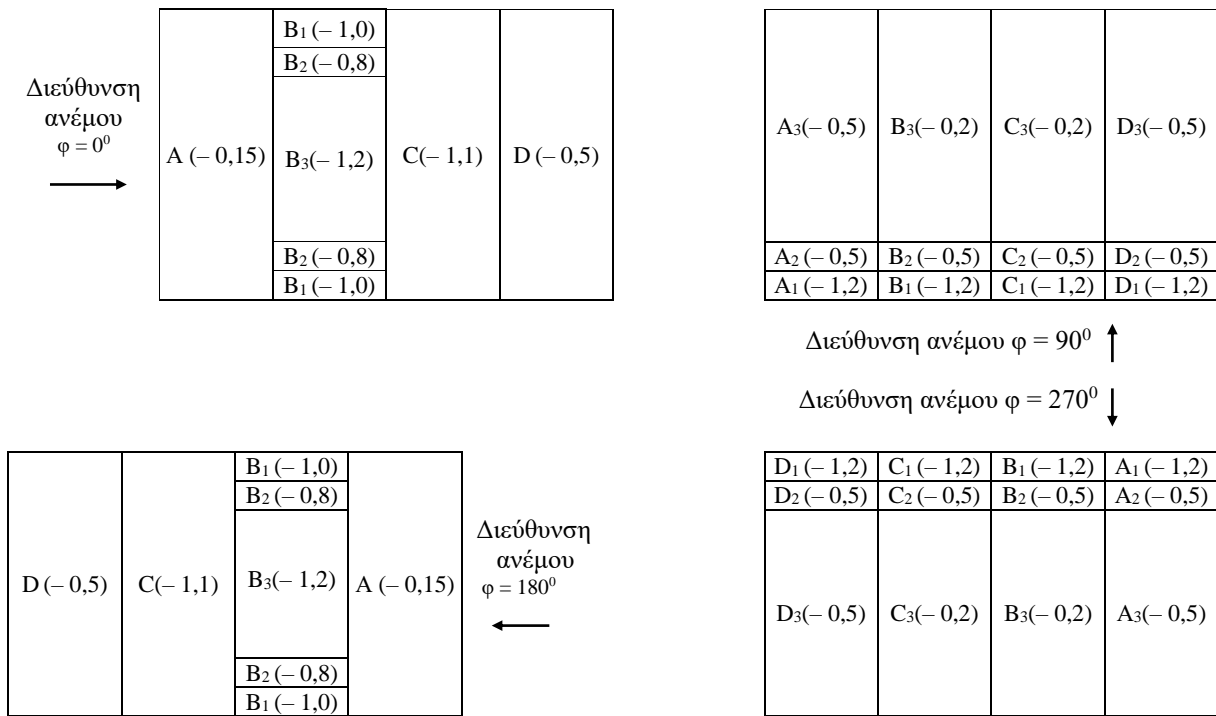 B₁ (– 1,0)
B₂ (– 0,8)
Διεύθυνση
ανέμου
φ = 0⁰
A (– 0,15)
B₃(– 1,2)
C(– 1,1)
D (– 0,5)
B₂ (– 0,8)
B₁ (– 1,0)
A₃(– 0,5) B₃(– 0,2) C₃(– 0,2) D₃(– 0,5)
A₂ (– 0,5) B₂ (– 0,5) C₂ (– 0,5) D₂ (– 0,5)
A₁ (– 1,2) B₁ (– 1,2) C₁ (– 1,2) D₁ (– 1,2)
Διεύθυνση ανέμου φ = 90⁰
Διεύθυνση ανέμου φ = 270⁰
B₁ (– 1,0)
B₂ (– 0,8)
D (– 0,5) C(– 1,1) B₃(– 1,2) A (– 0,15)
B₂ (– 0,8)
B₁ (– 1,0)
Διεύθυνση
ανέμου
φ = 180⁰
D₁ (– 1,2) C₁ (– 1,2) B₁ (– 1,2) A₁ (– 1,2)
D₂ (– 0,5) C₂ (– 0,5) B₂ (– 0,5) A₂ (– 0,5)
D₃(– 0,5) C₃(– 0,2) B₃(– 0,2) A₃(– 0,5)